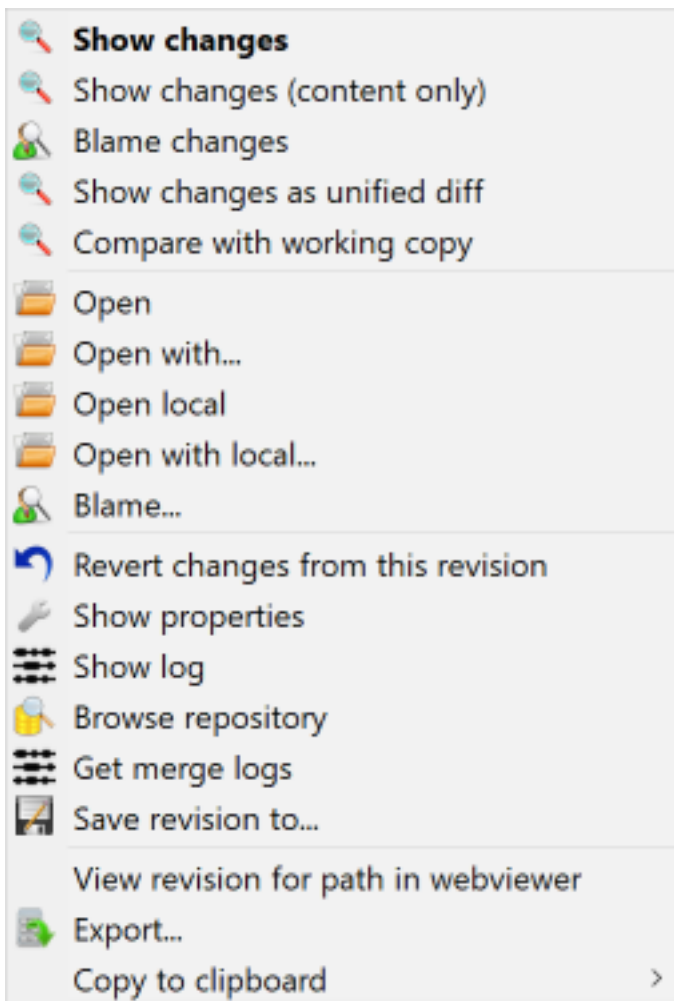 Show changes
Show changes (content only)
Blame changes
Show changes as unified diff
Compare with working copy
Open
Open with...
Open local
Open with local...
Blame...
Revert changes from this revision
Show properties
Show log
Browse repository
Get merge logs
Save revision to...
View revision for path in webviewer
Export...
Copy to clipboard